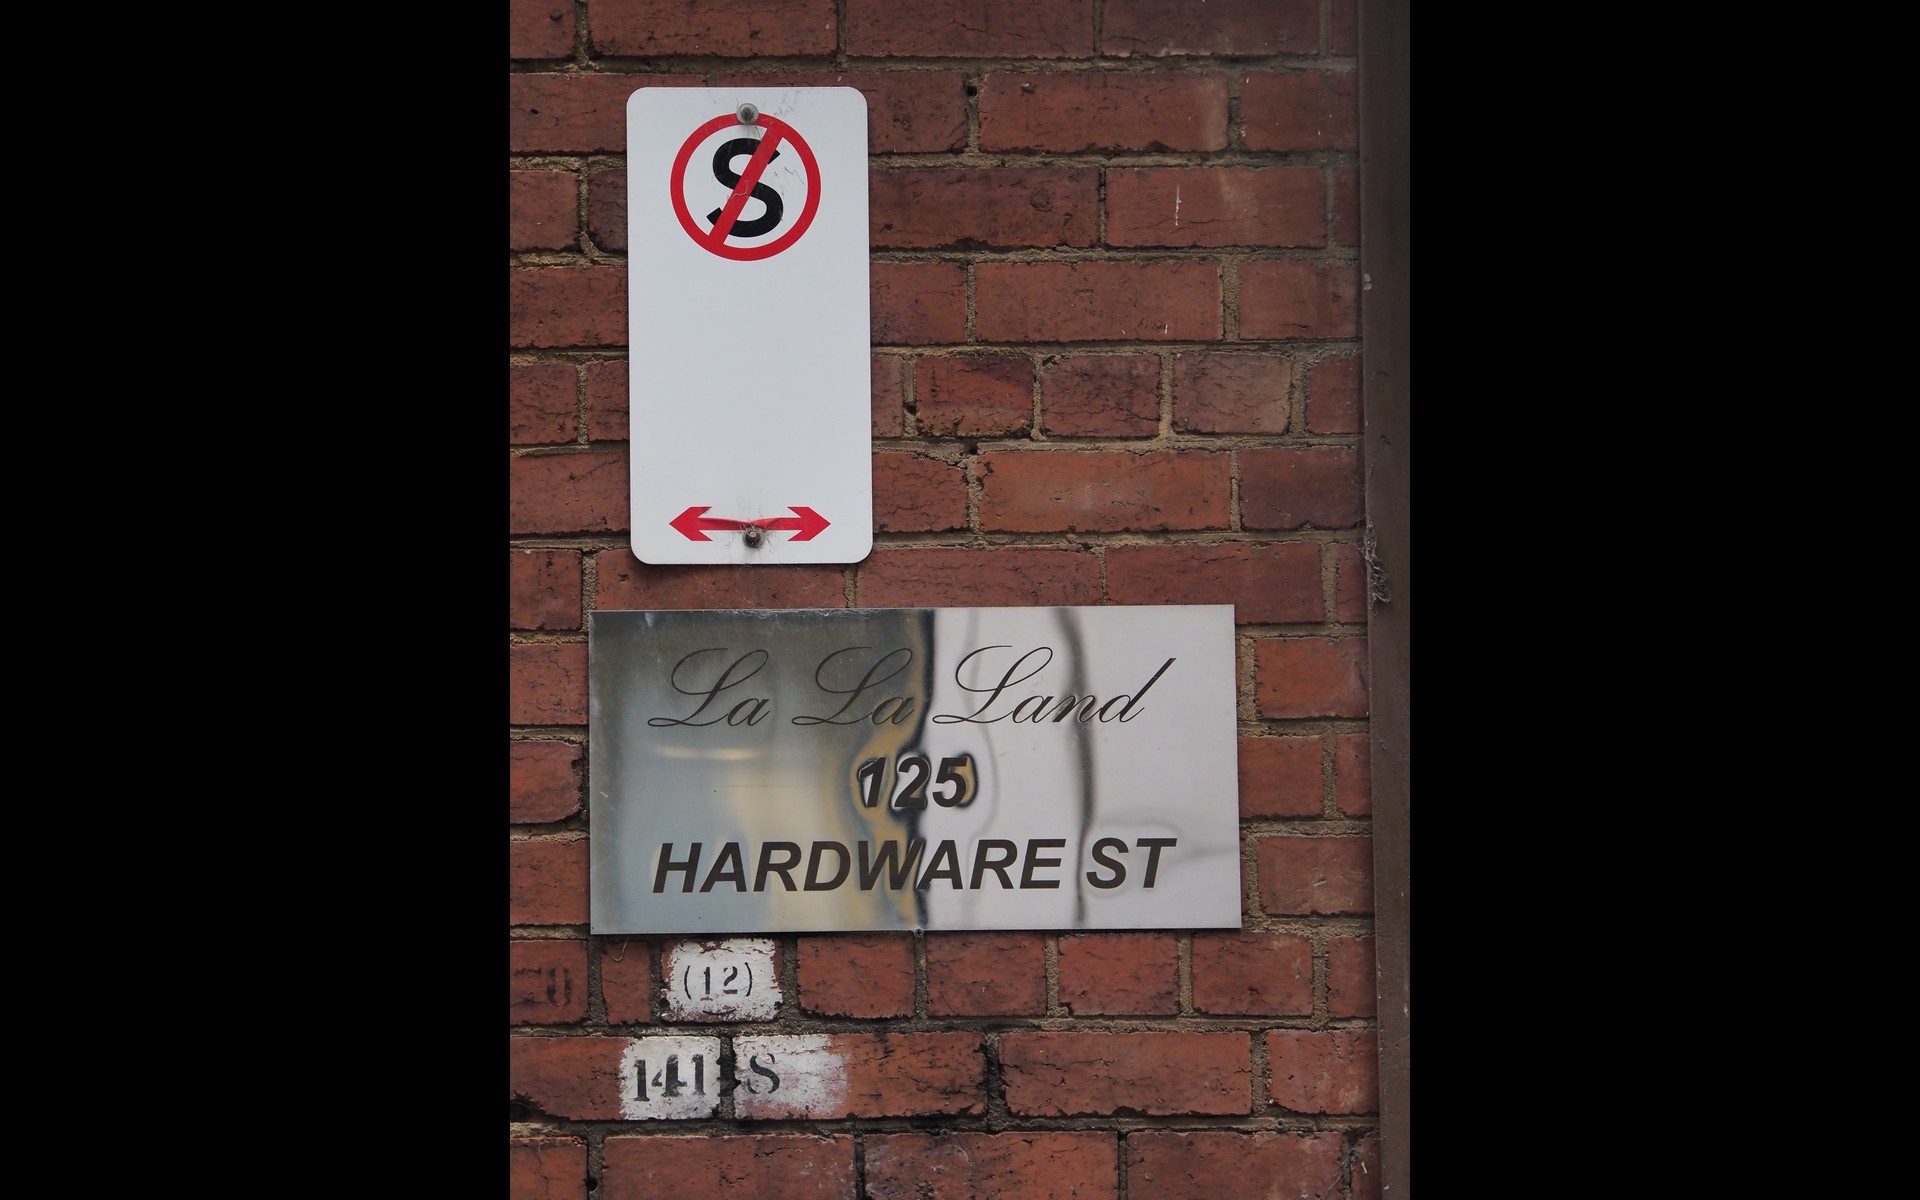 S
La La Land
125
HARDWARE ST
(12)
141 S